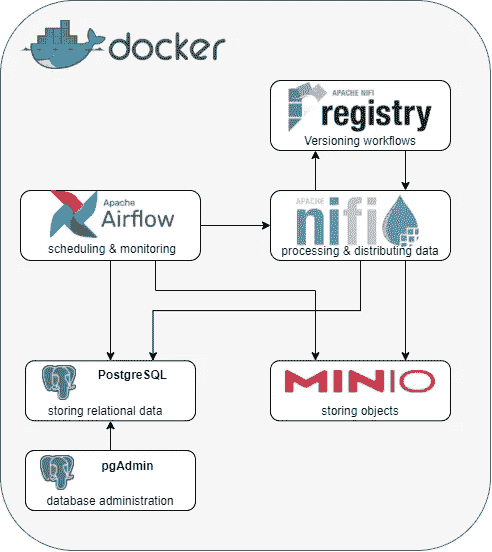 docker
APACHE NIFI
registry
Versioning workflows
Apache
Airflow
scheduling & monitoring
APACHE
nifi
processing & distributing data
PostgreSQL
storing relational data
MINIO
storing objects
pgAdmin
database administration